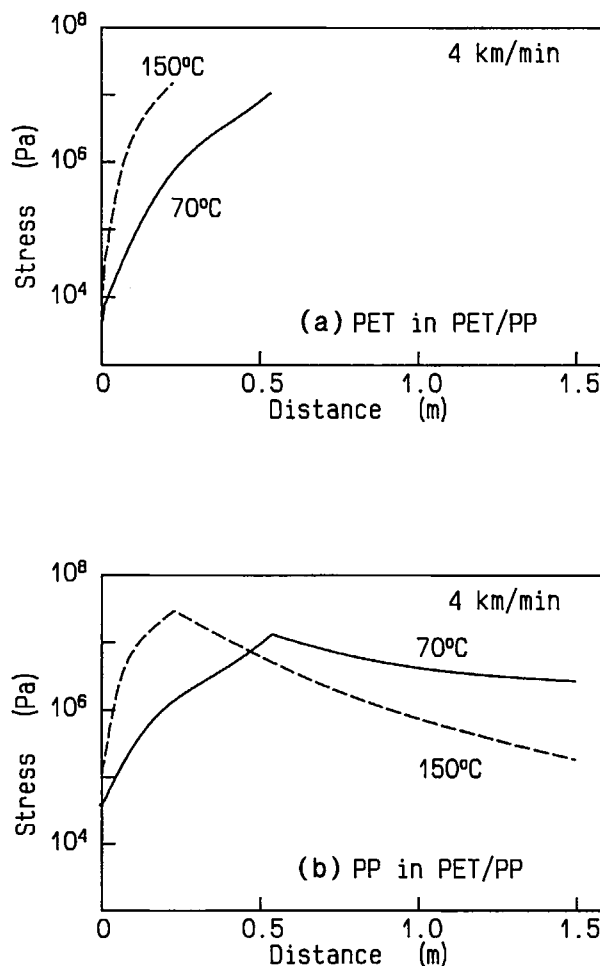 10⁸
4 km/min
150ºC
Stress (Pa)
10⁶
70ºC
10⁴
(a) PET in PET/PP
0 0.5 1.0 1.5
Distance (m)
10⁸
4 km/min
70ºC
Stress (Pa)
10⁶
150ºC
10⁴
(b) PP in PET/PP
0 0.5 1.0 1.5
Distance (m)